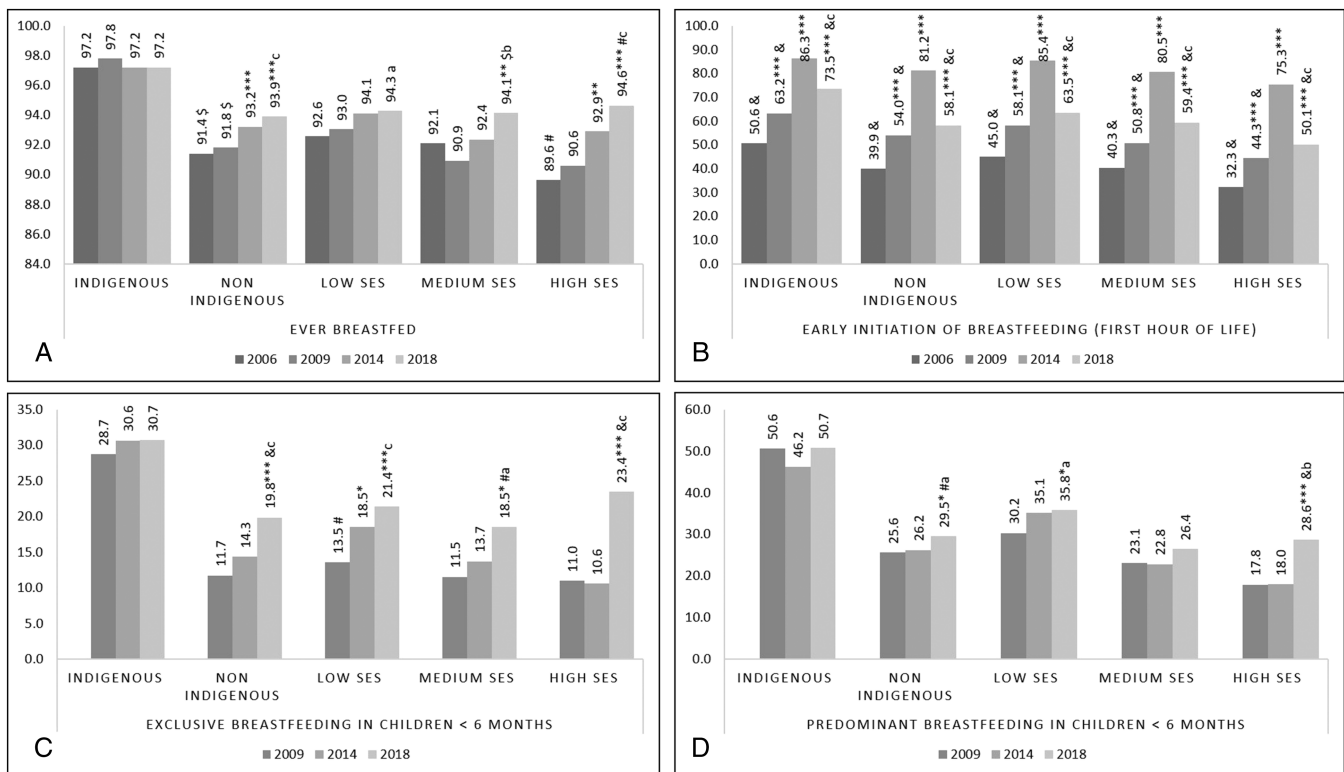 100.0
98.0
96.0
94.0
92.0
90.0
88.0
86.0
84.0
97.2
97.8
97.2
97.2
91.4 $
91.8 $
93.2***
93.9***c
92.6
93.0
94.1
94.3 a
92.1
90.9
92.4
94.1** $b
89.6 #
90.6
92.9**
94.6*** #c
INDIGENOUS
NON INDIGENOUS
LOW SES
MEDIUM SES
HIGH SES
EVER BREASTFED
A
2006 2009 2014 2018
100.0
90.0
80.0
70.0
60.0
50.0
40.0
30.0
20.0
10.0
0.0
50.6 &
63.2*** &
86.3***
73.5*** &c
39.9 &
54.0*** &
81.2***
58.1*** &c
45.0 &
58.1*** &
85.4***
63.5*** &c
40.3 &
50.8*** &
80.5***
59.4*** &c
32.3 &
44.3*** &
75.3***
50.1*** &c
INDIGENOUS
NON INDIGENOUS
LOW SES
MEDIUM SES
HIGH SES
EARLY INITIATION OF BREASTFEEDING (FIRST HOUR OF LIFE)
B
2006 2009 2014 2018
35.0
30.0
25.0
20.0
15.0
10.0
5.0
0.0
28.7
30.6
30.7
11.7
14.3
19.8*** &c
13.5 #
18.5*
21.4***c
11.5
13.7
18.5* #a
11.0
10.6
23.4*** &c
INDIGENOUS
NON INDIGENOUS
LOW SES
MEDIUM SES
HIGH SES
EXCLUSIVE BREASTFEEDING IN CHILDREN < 6 MONTHS
C
2009 2014 2018
60.0
50.0
40.0
30.0
20.0
10.0
0.0
50.6
46.2
50.7
25.6
26.2
29.5* #a
30.2
35.1
35.8*a
23.1
22.8
26.4
17.8
18.0
28.6*** &b
INDIGENOUS
NON INDIGENOUS
LOW SES
MEDIUM SES
HIGH SES
PREDOMINANT BREASTFEEDING IN CHILDREN < 6 MONTHS
D
2009 2014 2018